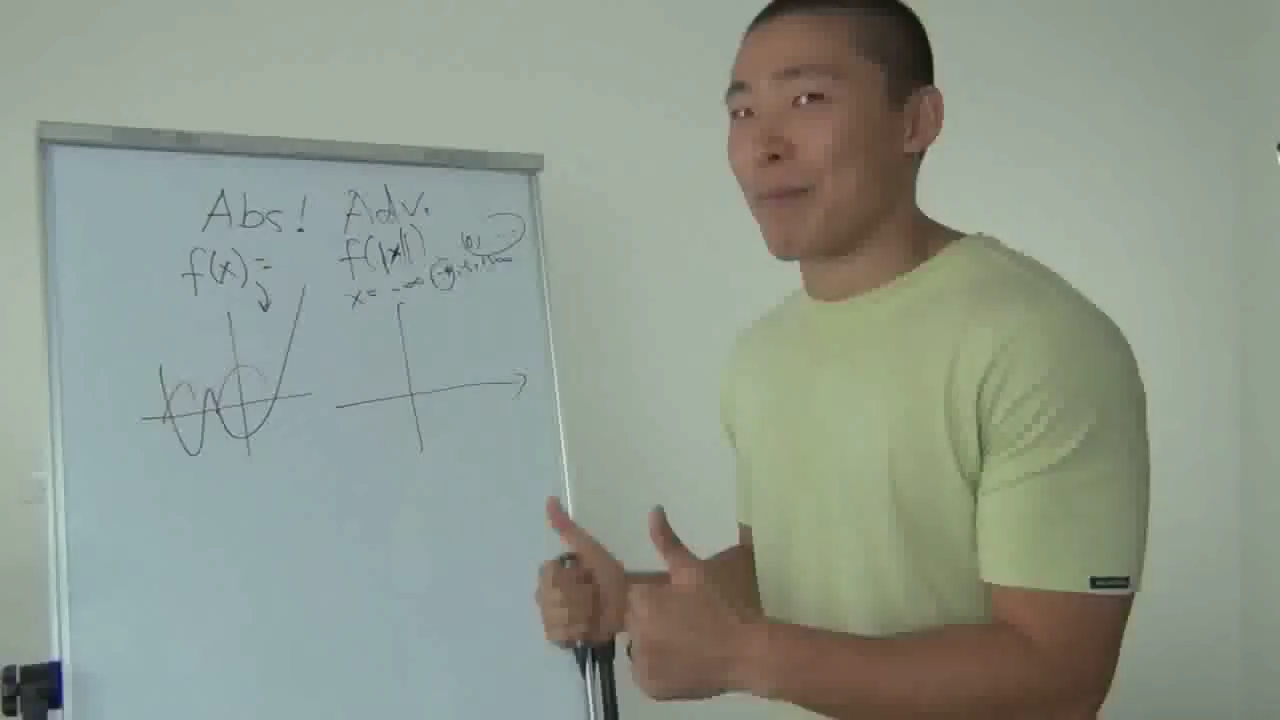 Abs! Adv.
f(x)=
f(|x|)
x = -∞